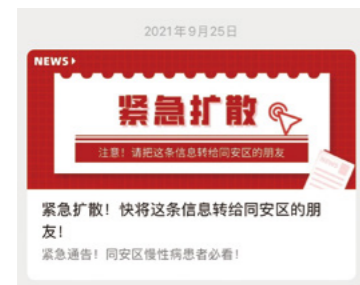 2021年9月25日
NEWS
紧急扩散
注意！请把这条信息转给同安区的朋友
紧急扩散！快将这条信息转给同安区的朋
友！
紧急通告！同安区慢性病患者必看！